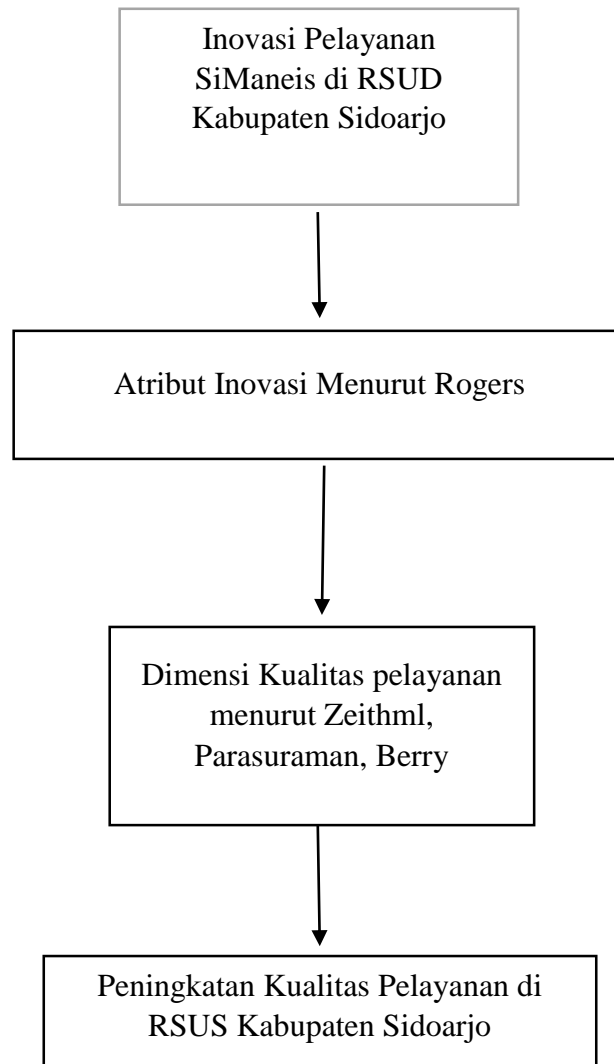 Inovasi Pelayanan
SiManeis di RSUD
Kabupaten Sidoarjo
Atribut Inovasi Menurut Rogers
Dimensi Kualitas pelayanan
menurut Zeithml,
Parasuraman, Berry
Peningkatan Kualitas Pelayanan di
RSUS Kabupaten Sidoarjo